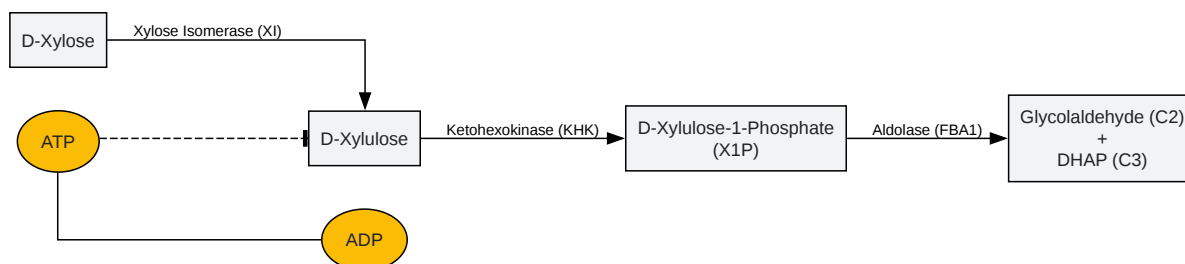 D-Xylose
Xylose Isomerase (XI)
ATP
D-Xylulose
Ketohexokinase (KHK)
D-Xylulose-1-Phosphate
(X1P)
Aldolase (FBA1)
Glycolaldehyde (C2)
+
DHAP (C3)
ADP